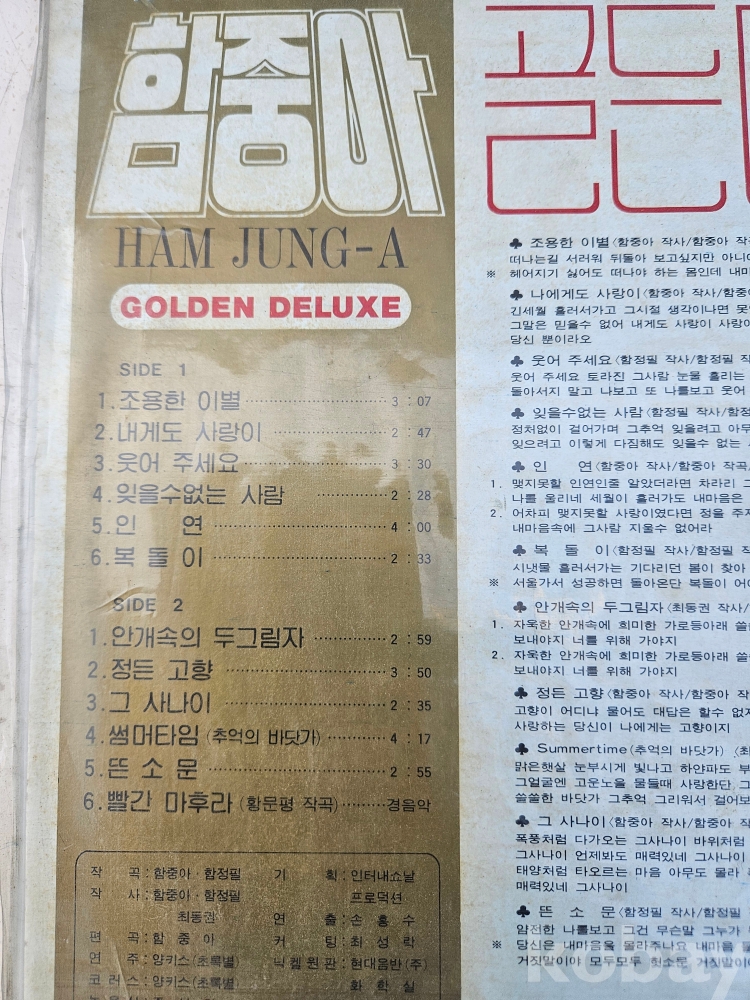 함중아
골든
HAM JUNG-A
GOLDEN DELUXE
SIDE 1
1. 조용한 이별 3 : 07
2. 내게도 사랑이 2 : 47
3. 웃어 주세요 3 : 30
4. 잊을수없는 사람 2 : 28
5. 인 연 4 : 00
6. 복 돌 이 2 : 33
SIDE 2
1. 안개속의 두그림자 2 : 59
2. 정든 고향 3 : 50
3. 그 사나이 2 : 35
4. 썸머타임 (추억의 바닷가) 4 : 17
5. 뜬 소 문 2 : 55
6. 빨간 마후라 (황문평 작곡) 경음악
작 곡 : 함중아 · 함정필
작 사 : 함중아 · 함정필
최동권
편 곡 : 함 중 아
연 주 : 양키스(초록별)
코 러 스 : 양키스(초록별)
기 획 : 인터내쇼날
프로덕션
연 출 : 손 흥 수
커 팅 : 최 성 락
닉켈원판 : 현대음반(주)
화 학 실
♣ 조용한 이별〈함중아 작사/함중아
떠나는길 서러워 뒤돌아 보고싶지만
※ 헤어지기 싫어도 떠나야 하는 몸인데
♣ 나에게도 사랑이〈함중아 작사/함중아
긴세월 흘러서가고 그시절 생각이나면
그말은 믿을수 없어 내게도 사랑이
당신 뿐이라오
♣ 웃어 주세요〈함정필 작사/함정필
웃어 주세요 토라진 그사람 눈물 흘리는
돌아서지 말고 나보고 또 나를보고 웃어
♣ 잊을수없는 사람〈함정필 작사/함정필
정처없이 걸어가며 그추억 잊을려고
잊으려고 이렇게 다짐해도 잊을수 없는
♣ 인 연〈함중아 작사/함중아 작곡
1. 맺지못할 인연인줄 알았더라면 차라리
나를 울리네 세월이 흘러가도 내마음은
2. 어차피 맺지못할 사랑이였다면 정을
내마음속에 그사람 지울수 없어라
♣ 복 돌 이〈함정필 작사/함정필
시냇물 흘러서가는 기다리던 봄이 찾아
※ 서울가서 성공하면 돌아온단 복돌이
♣ 안개속의 두그림자〈최동권 작사/
1. 자욱한 안개속에 희미한 가로등아래
보내야지 너를 위해 가야지
2. 자욱한 안개속에 희미한 가로등아래
보내야지 너를 위해 가야지
♣ 정든 고향〈함중아 작사/함중아
고향이 어디냐 물어도 대답은 할수
사랑하는 당신이 나에게는 고향이지
♣ Summertime(추억의 바닷가)
맑은햇살 눈부시게 빛나고 하얀파도
그얼굴엔 고운노을 물들때 사랑한단
쓸쓸한 바닷가 그추억 그리워서
♣ 그 사나이〈함중아 작사/함중아
폭풍처럼 다가오는 그사나이 바위처럼
그사나이 언제봐도 매력있네 그사나이
태양처럼 타오르는 마음 아무도 몰라
매력있네 그사나이
♣ 뜬 소 문〈함정필 작사/함정필
얌전한 나를보고 그건 무슨말 그누가
※ 당신은 내마음을 몰라주나요 내마음
거짓말이야 모두모두 헛소문